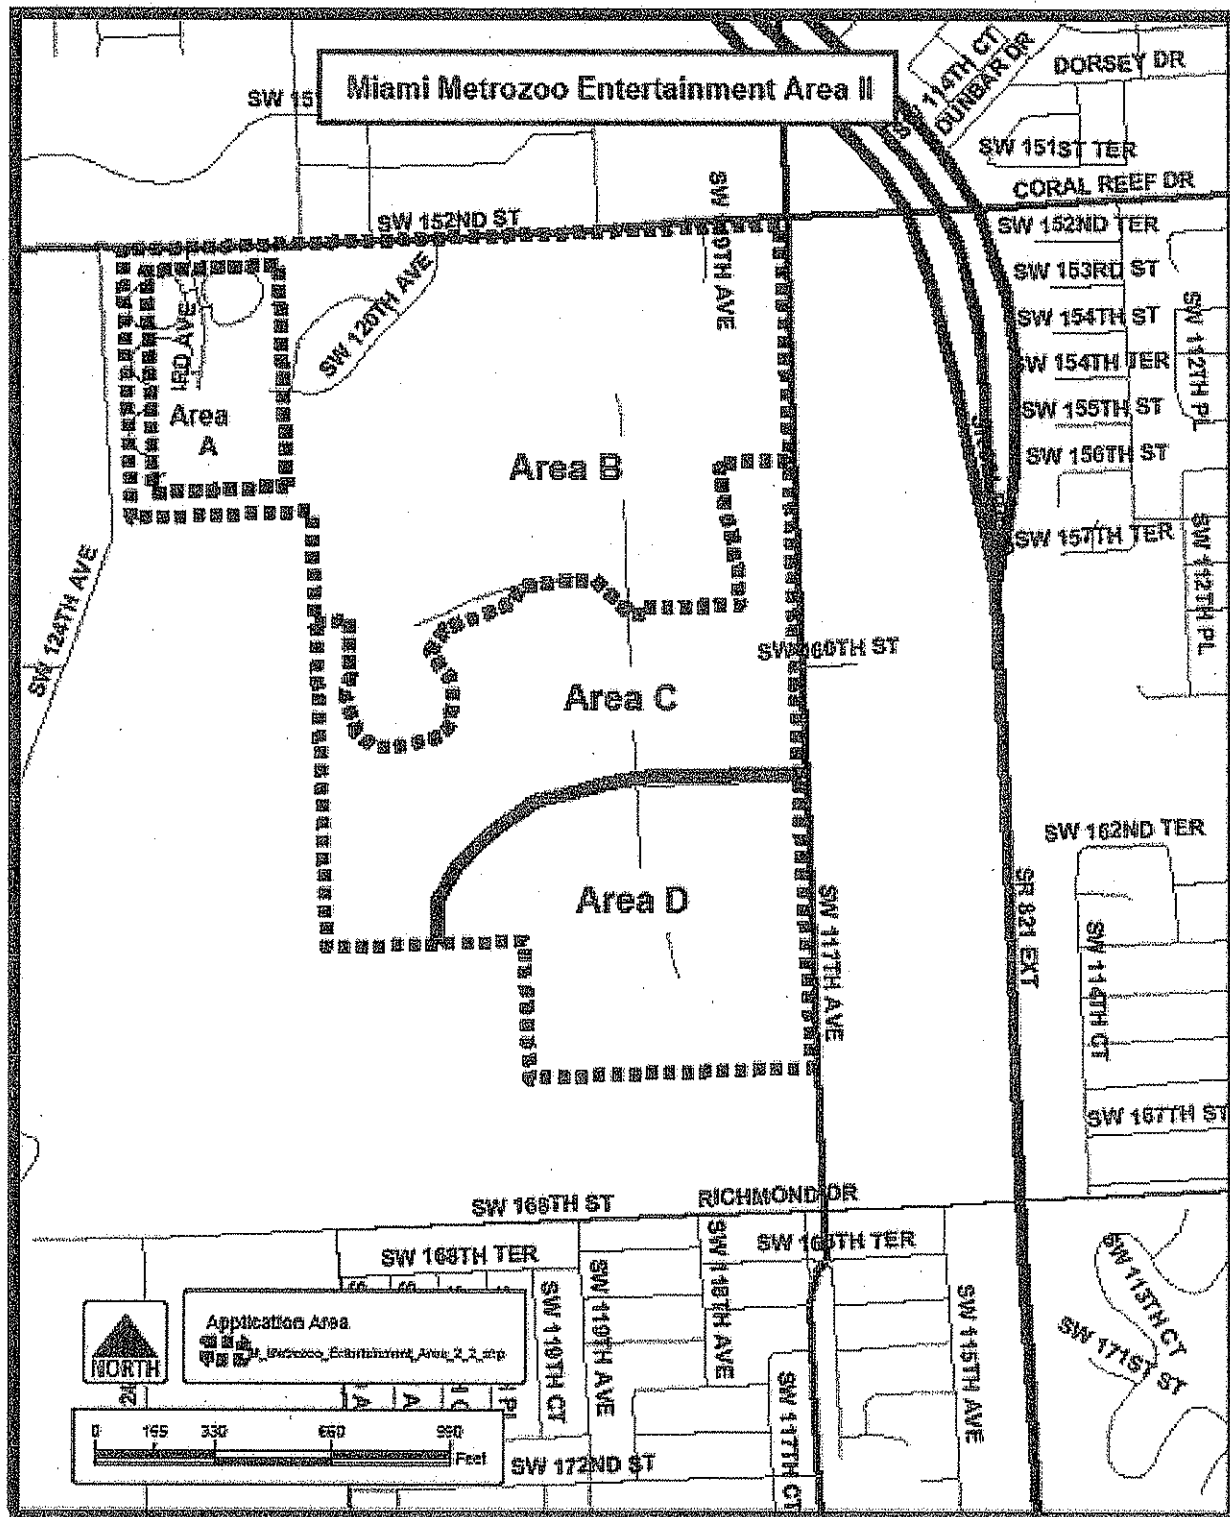 Miami Metrozoo Entertainment Area II
SW 114TH CT
DUNBAR DR
DORSEY DR
SW 151ST TER
CORAL REEF DR
SW 152ND ST
SW 152ND TER
SW 153RD ST
SW 154TH ST
SW 154TH TER
SW 155TH ST
SW 156TH ST
SW 157TH TER
SW 112TH PL
SW 112TH PL
SW 120TH AVE
Area
A
Area B
SW 124TH AVE
SW 160TH ST
Area C
Area D
SW 117TH AVE
SR 821 EXT
SW 162ND TER
SW 114TH CT
SW 167TH ST
SW 168TH ST
RICHMOND DR
SW 168TH TER
SW 119TH CT
SW 119TH AVE
SW 118TH AVE
SW 117TH CT
SW 115TH AVE
SW 113TH CT
SW 171ST ST
SW 172ND ST
NORTH
Application Area
0 165 330 660 990
Feet